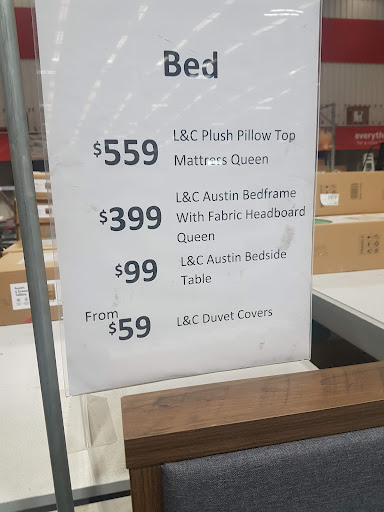 Bed
$559 L&C Plush Pillow Top
Mattress Queen
$399 L&C Austin Bedframe
With Fabric Headboard
Queen
$99 L&C Austin Bedside
Table
From $59 L&C Duvet Covers
everythi